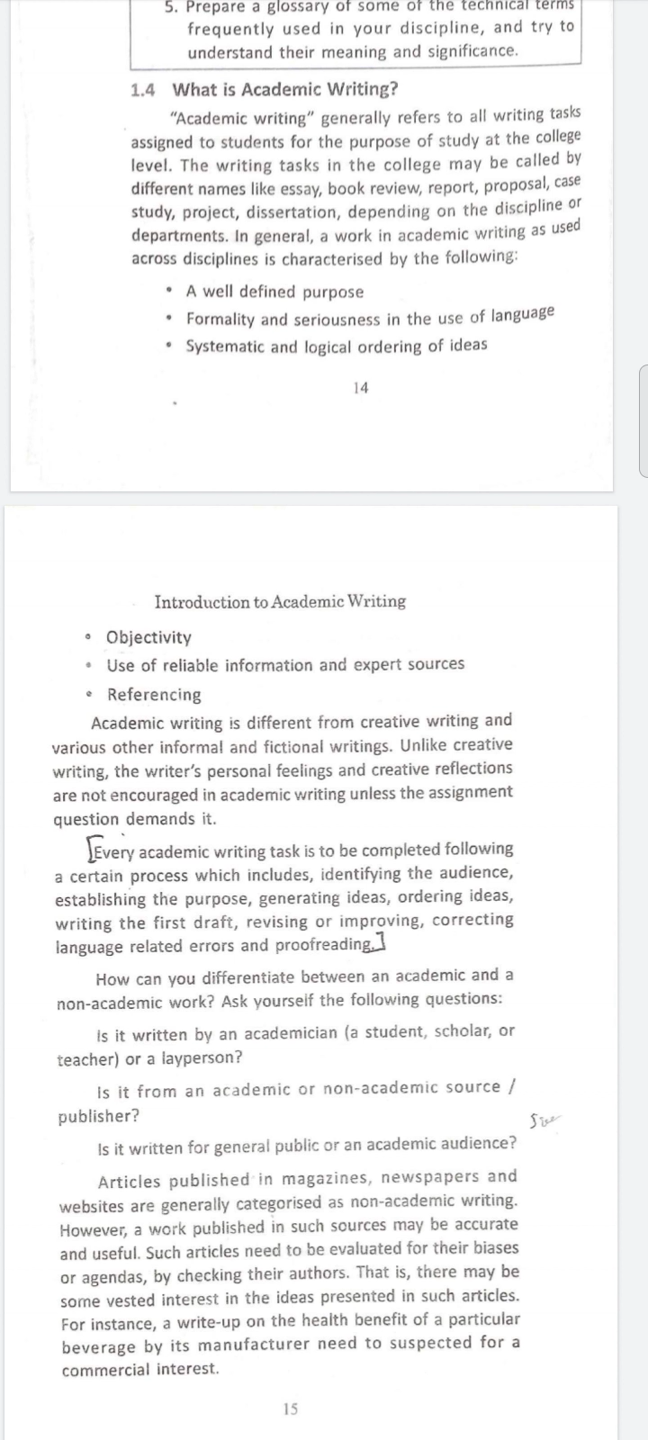 5. Prepare a glossary of some of the technical terms
frequently used in your discipline, and try to
understand their meaning and significance.
1.4 What is Academic Writing?
“Academic writing” generally refers to all writing tasks
assigned to students for the purpose of study at the college
level. The writing tasks in the college may be called by
different names like essay, book review, report, proposal, case
study, project, dissertation, depending on the discipline or
departments. In general, a work in academic writing as used
across disciplines is characterised by the following:
• A well defined purpose
• Formality and seriousness in the use of language
• Systematic and logical ordering of ideas
14
Introduction to Academic Writing
• Objectivity
• Use of reliable information and expert sources
• Referencing
Academic writing is different from creative writing and
various other informal and fictional writings. Unlike creative
writing, the writer’s personal feelings and creative reflections
are not encouraged in academic writing unless the assignment
question demands it.
[Every academic writing task is to be completed following
a certain process which includes, identifying the audience,
establishing the purpose, generating ideas, ordering ideas,
writing the first draft, revising or improving, correcting
language related errors and proofreading.]
How can you differentiate between an academic and a
non-academic work? Ask yourself the following questions:
Is it written by an academician (a student, scholar, or
teacher) or a layperson?
Is it from an academic or non-academic source /
publisher?
Is it written for general public or an academic audience?
Articles published in magazines, newspapers and
websites are generally categorised as non-academic writing.
However, a work published in such sources may be accurate
and useful. Such articles need to be evaluated for their biases
or agendas, by checking their authors. That is, there may be
some vested interest in the ideas presented in such articles.
For instance, a write-up on the health benefit of a particular
beverage by its manufacturer need to suspected for a
commercial interest.
15